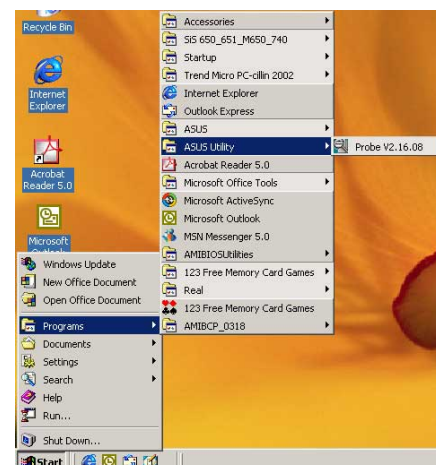 Recycle Bin
Internet
Explorer
Acrobat
Reader 5.0
Microsoft
Outlook
Accessories
SiS 650_651_M650_740
Startup
Trend Micro PC-cillin 2002
Internet Explorer
Outlook Express
ASUS
ASUS Utility
Acrobat Reader 5.0
Microsoft Office Tools
Microsoft ActiveSync
Microsoft Outlook
MSN Messenger 5.0
AMIBIOSUtilities
123 Free Memory Card Games
Real
123 Free Memory Card Games
AMIBCP_0318
Probe V2.16.08
Windows Update
New Office Document
Open Office Document
Programs
Documents
Settings
Search
Help
Run...
Shut Down...
Start